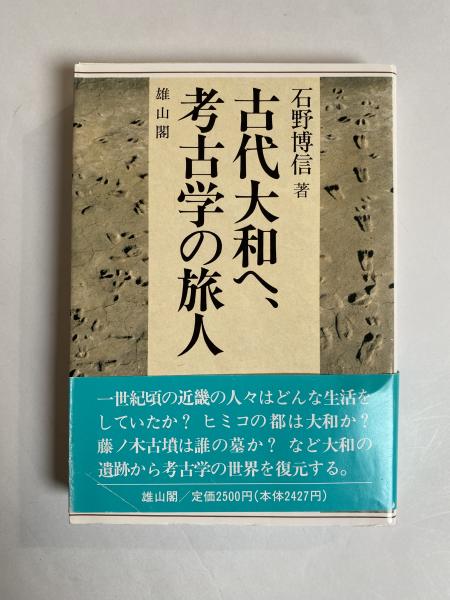 石野博信 著
古代大和へ、
考古学の旅人
雄山閣
一世紀頃の近畿の人々はどんな生活を
していたか？ ヒミコの都は大和か？
藤ノ木古墳は誰の墓か？ など大和の
遺跡から考古学の世界を復元する。
雄山閣／定価2500円(本体2427円)